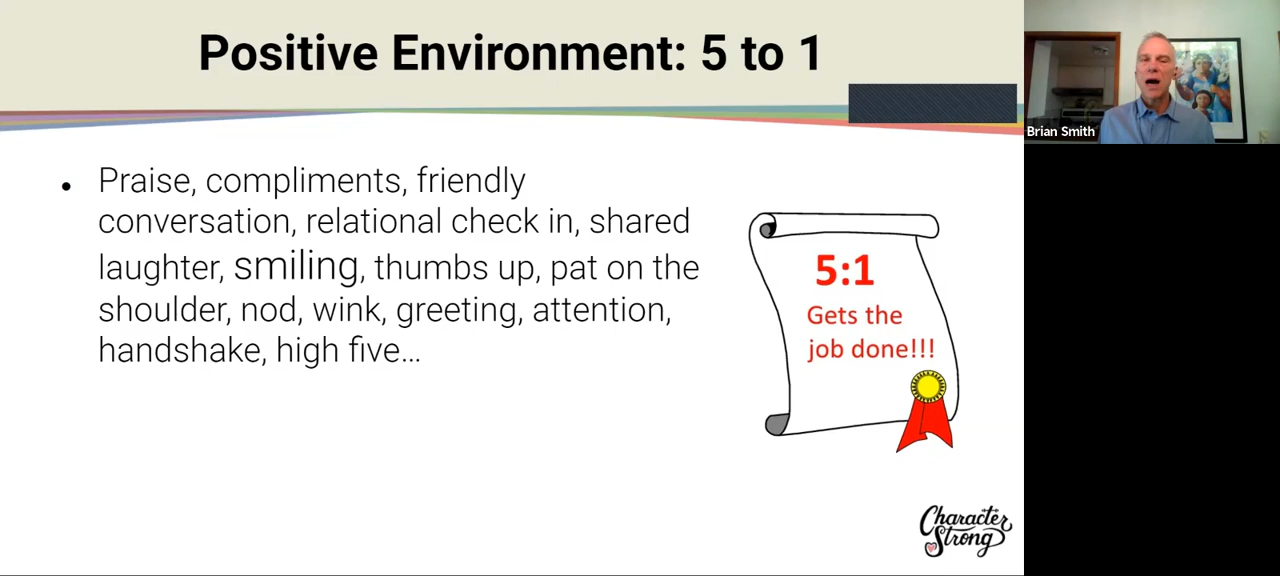 Positive Environment: 5 to 1
Brian Smith
• Praise, compliments, friendly
conversation, relational check in, shared
laughter, smiling, thumbs up, pat on the
shoulder, nod, wink, greeting, attention,
handshake, high five…
5:1
Gets the
job done!!!
Character
Strong